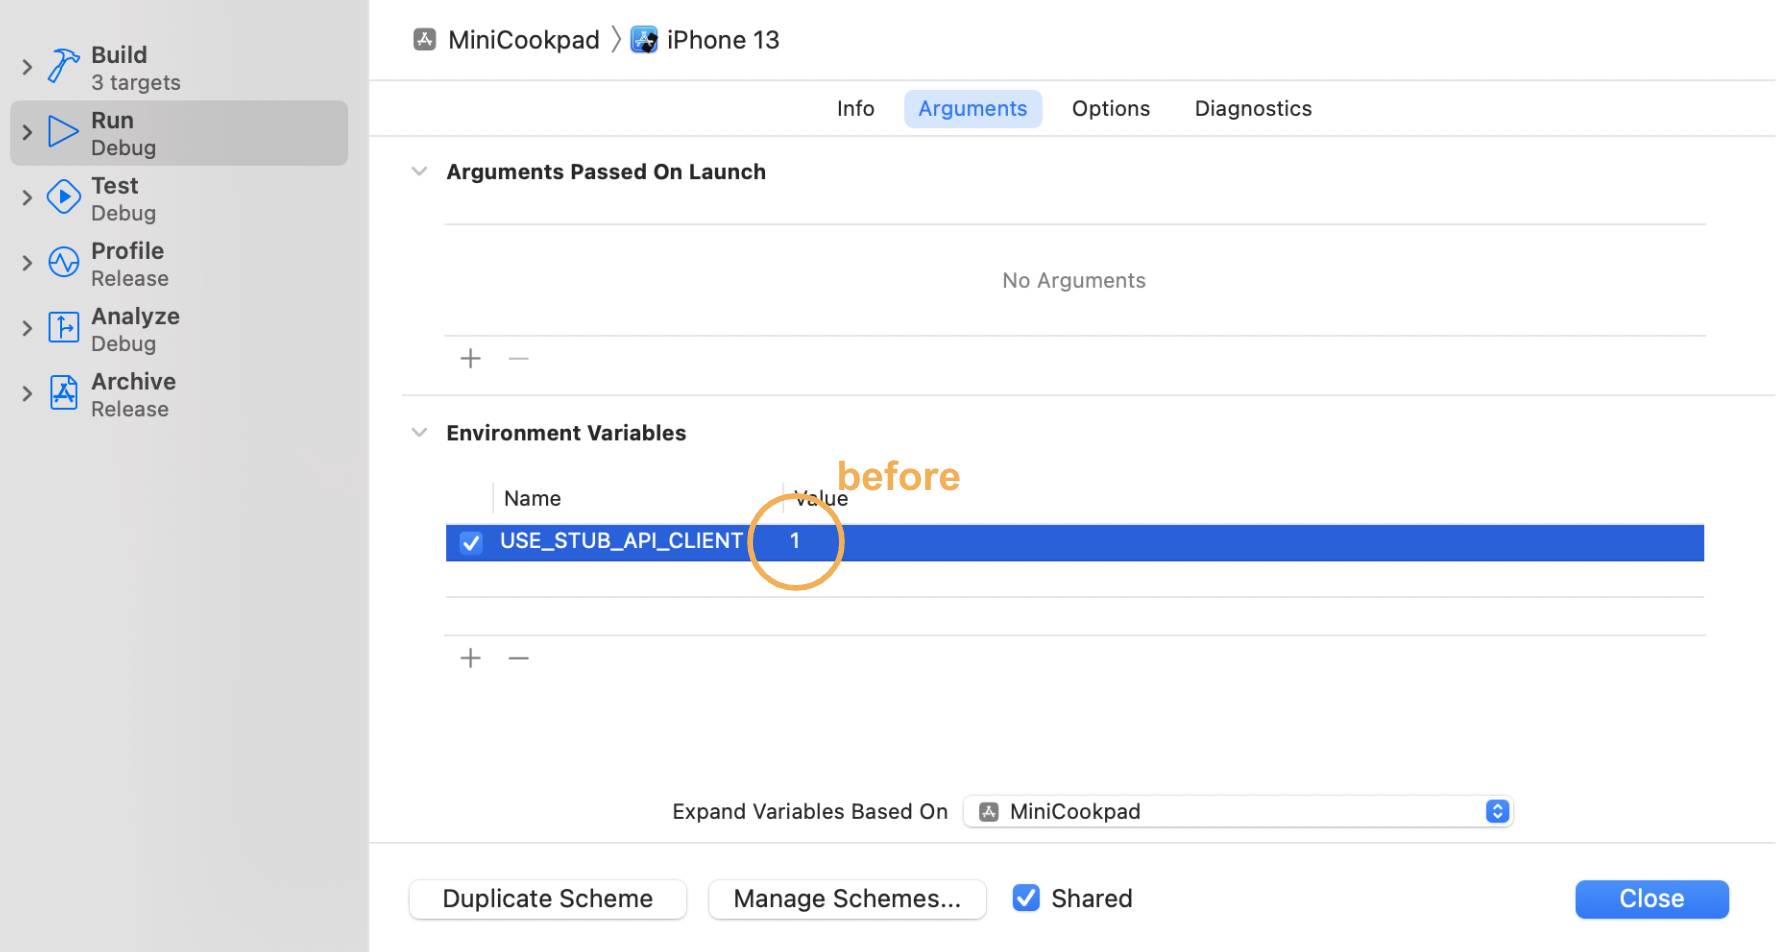 Build
3 targets
Run
Debug
Test
Debug
Profile
Release
Analyze
Debug
Archive
Release
MiniCookpad 〉 iPhone 13
Info Arguments Options Diagnostics
Arguments Passed On Launch
No Arguments
Environment Variables
before
Name Value
USE_STUB_API_CLIENT 1
Expand Variables Based On MiniCookpad
Duplicate Scheme Manage Schemes... Shared Close